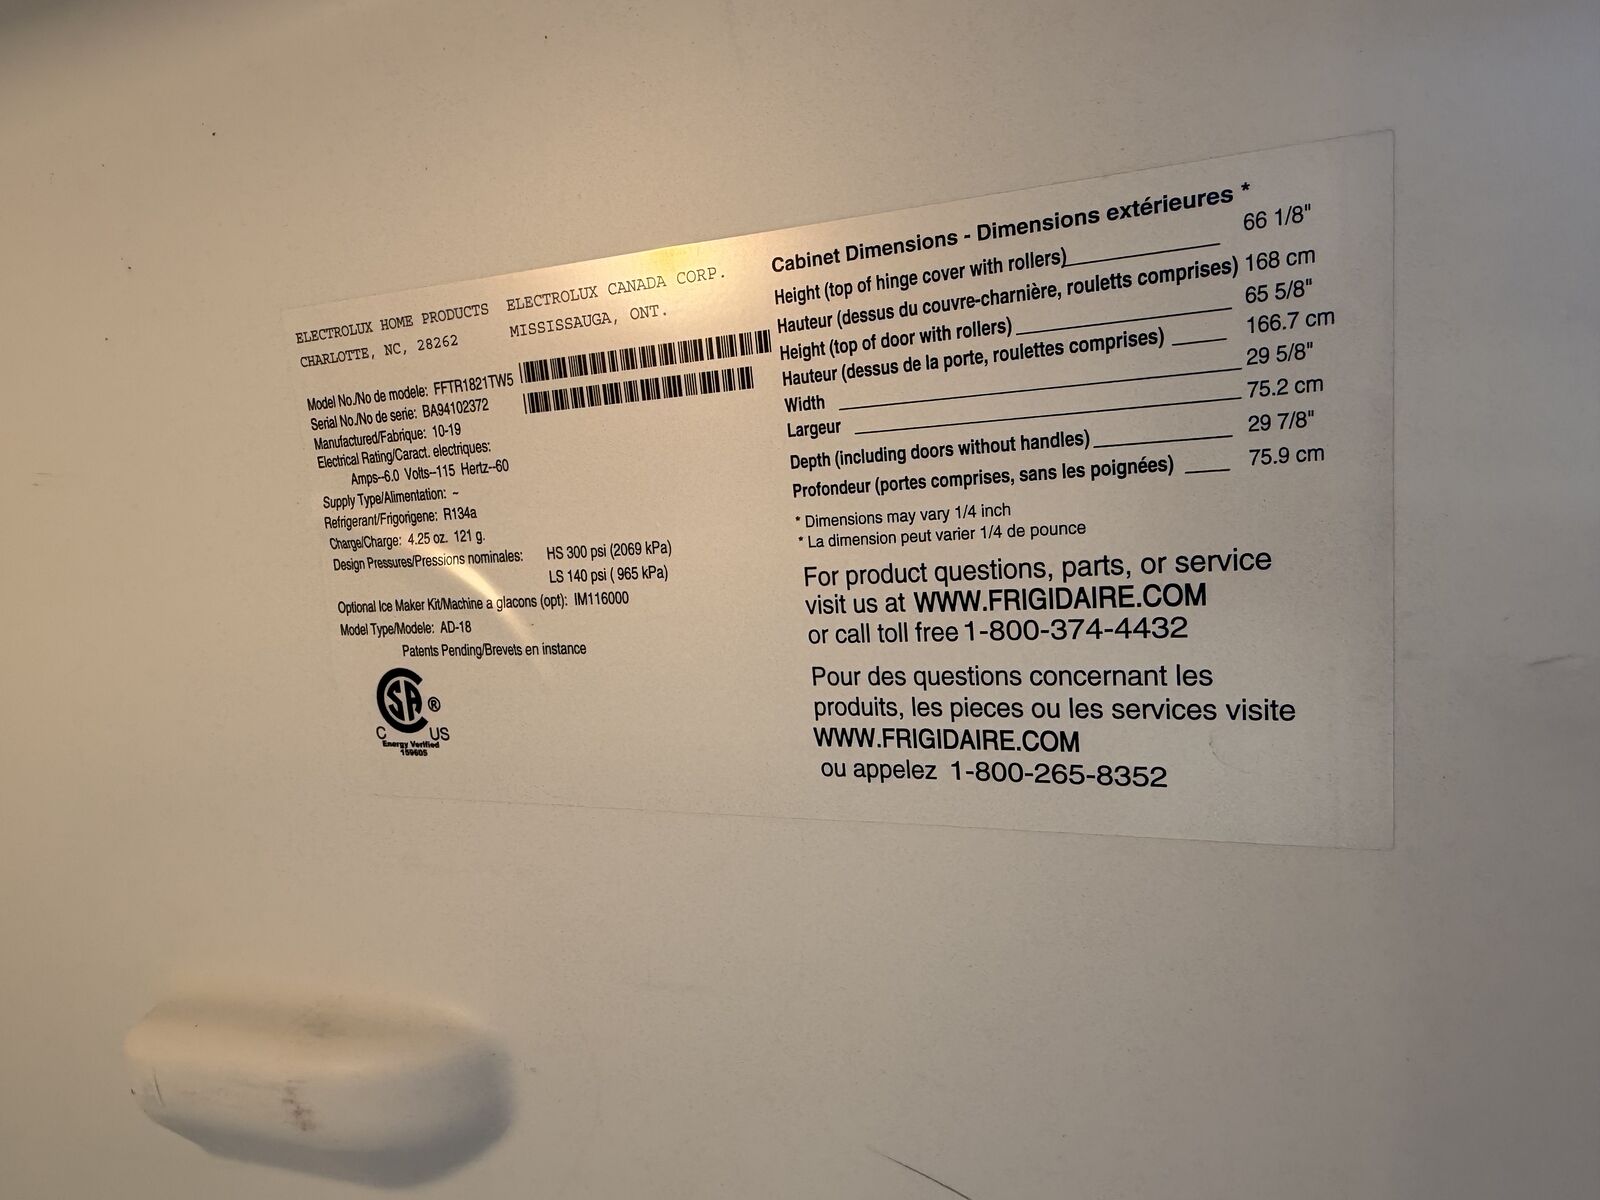 ELECTROLUX HOME PRODUCTS ELECTROLUX CANADA CORP.
CHARLOTTE, NC, 28262 MISSISSAUGA, ONT.
Model No./No de modele: FFTR1821TW5
Serial No./No de serie: BA94102372
Manufactured/Fabrique: 10-19
Electrical Rating/Caract. electriques:
Amps--6.0 Volts--115 Hertz--60
Supply Type/Alimentation: ~
Refrigerant/Frigorigene: R134a
Charge/Charge: 4.25 oz. 121 g.
Design Pressures/Pressions nominales: HS 300 psi (2069 kPa)
LS 140 psi ( 965 kPa)
Optional Ice Maker Kit/Machine a glacons (opt): IM116000
Model Type/Modele: AD-18
Patents Pending/Brevets en instance
CSA ®
C US
Energy Verified
159605
Cabinet Dimensions - Dimensions extérieures *
Height (top of hinge cover with rollers) 66 1/8"
Hauteur (dessus du couvre-charnière, rouletts comprises) 168 cm
Height (top of door with rollers) 65 5/8"
Hauteur (dessus de la porte, roulettes comprises) 166.7 cm
Width 29 5/8"
Largeur 75.2 cm
Depth (including doors without handles) 29 7/8"
Profondeur (portes comprises, sans les poignées) 75.9 cm
* Dimensions may vary 1/4 inch
* La dimension peut varier 1/4 de pounce
For product questions, parts, or service
visit us at WWW.FRIGIDAIRE.COM
or call toll free 1-800-374-4432
Pour des questions concernant les
produits, les pieces ou les services visite
WWW.FRIGIDAIRE.COM
ou appelez 1-800-265-8352